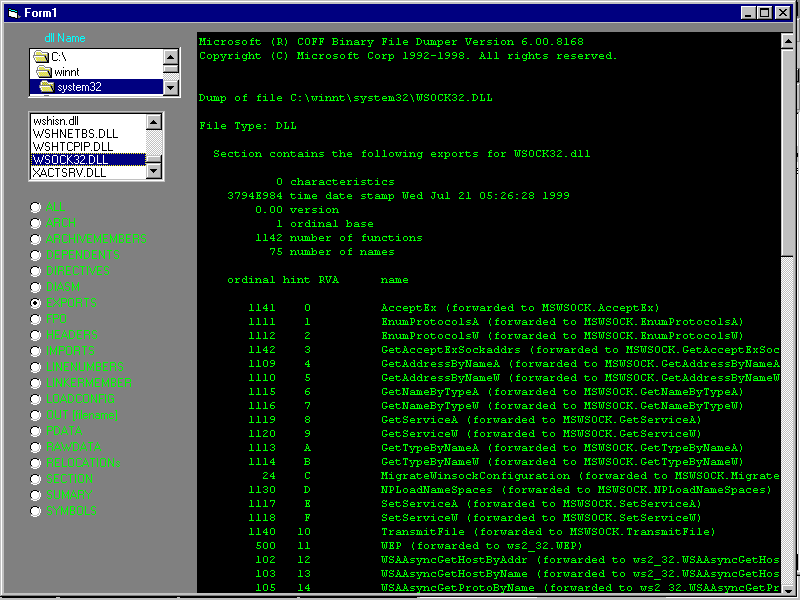 Form1
dll Name
C:\
winnt
system32
wshisn.dll
WSHNETBS.DLL
WSHTCPIP.DLL
WSOCK32.DLL
XACTSRV.DLL
ALL
ARCH
ARCHIVEMEMBERS
DEPENDENTS
DIRECTIVES
DIASM
EXPORTS
FPO
HEADERS
IMPORTS
LINENUMBERS
LINKERMEMBER
LOADCONFIG
OUT [filename]
PDATA
RAWDATA
RELOCATIONs
SECTION
SUMARY
SYMBOLS
Microsoft (R) COFF Binary File Dumper Version 6.00.8168
Copyright (C) Microsoft Corp 1992-1998. All rights reserved.
Dump of file C:\winnt\system32\WSOCK32.DLL
File Type: DLL
Section contains the following exports for WSOCK32.dll
0 characteristics
3794E984 time date stamp Wed Jul 21 05:26:28 1999
0.00 version
1 ordinal base
1142 number of functions
75 number of names
ordinal hint RVA name
1141 0 AcceptEx (forwarded to MSWSOCK.AcceptEx)
1111 1 EnumProtocolsA (forwarded to MSWSOCK.EnumProtocolsA)
1112 2 EnumProtocolsW (forwarded to MSWSOCK.EnumProtocolsW)
1142 3 GetAcceptExSockaddrs (forwarded to MSWSOCK.GetAcceptExSoc
1109 4 GetAddressByNameA (forwarded to MSWSOCK.GetAddressByNameA
1110 5 GetAddressByNameW (forwarded to MSWSOCK.GetAddressByNameW
1115 6 GetNameByTypeA (forwarded to MSWSOCK.GetNameByTypeA)
1116 7 GetNameByTypeW (forwarded to MSWSOCK.GetNameByTypeW)
1119 8 GetServiceA (forwarded to MSWSOCK.GetServiceA)
1120 9 GetServiceW (forwarded to MSWSOCK.GetServiceW)
1113 A GetTypeByNameA (forwarded to MSWSOCK.GetTypeByNameA)
1114 B GetTypeByNameW (forwarded to MSWSOCK.GetTypeByNameW)
24 C MigrateWinsockConfiguration (forwarded to MSWSOCK.Migrate
1130 D NPLoadNameSpaces (forwarded to MSWSOCK.NPLoadNameSpaces)
1117 E SetServiceA (forwarded to MSWSOCK.SetServiceA)
1118 F SetServiceW (forwarded to MSWSOCK.SetServiceW)
1140 10 TransmitFile (forwarded to MSWSOCK.TransmitFile)
500 11 WEP (forwarded to ws2_32.WEP)
102 12 WSAAsyncGetHostByAddr (forwarded to ws2_32.WSAAsyncGetHos
103 13 WSAAsyncGetHostByName (forwarded to ws2_32.WSAAsyncGetHos
105 14 WSAAsyncGetProtoByName (forwarded to ws2_32.WSAAsyncGetPr